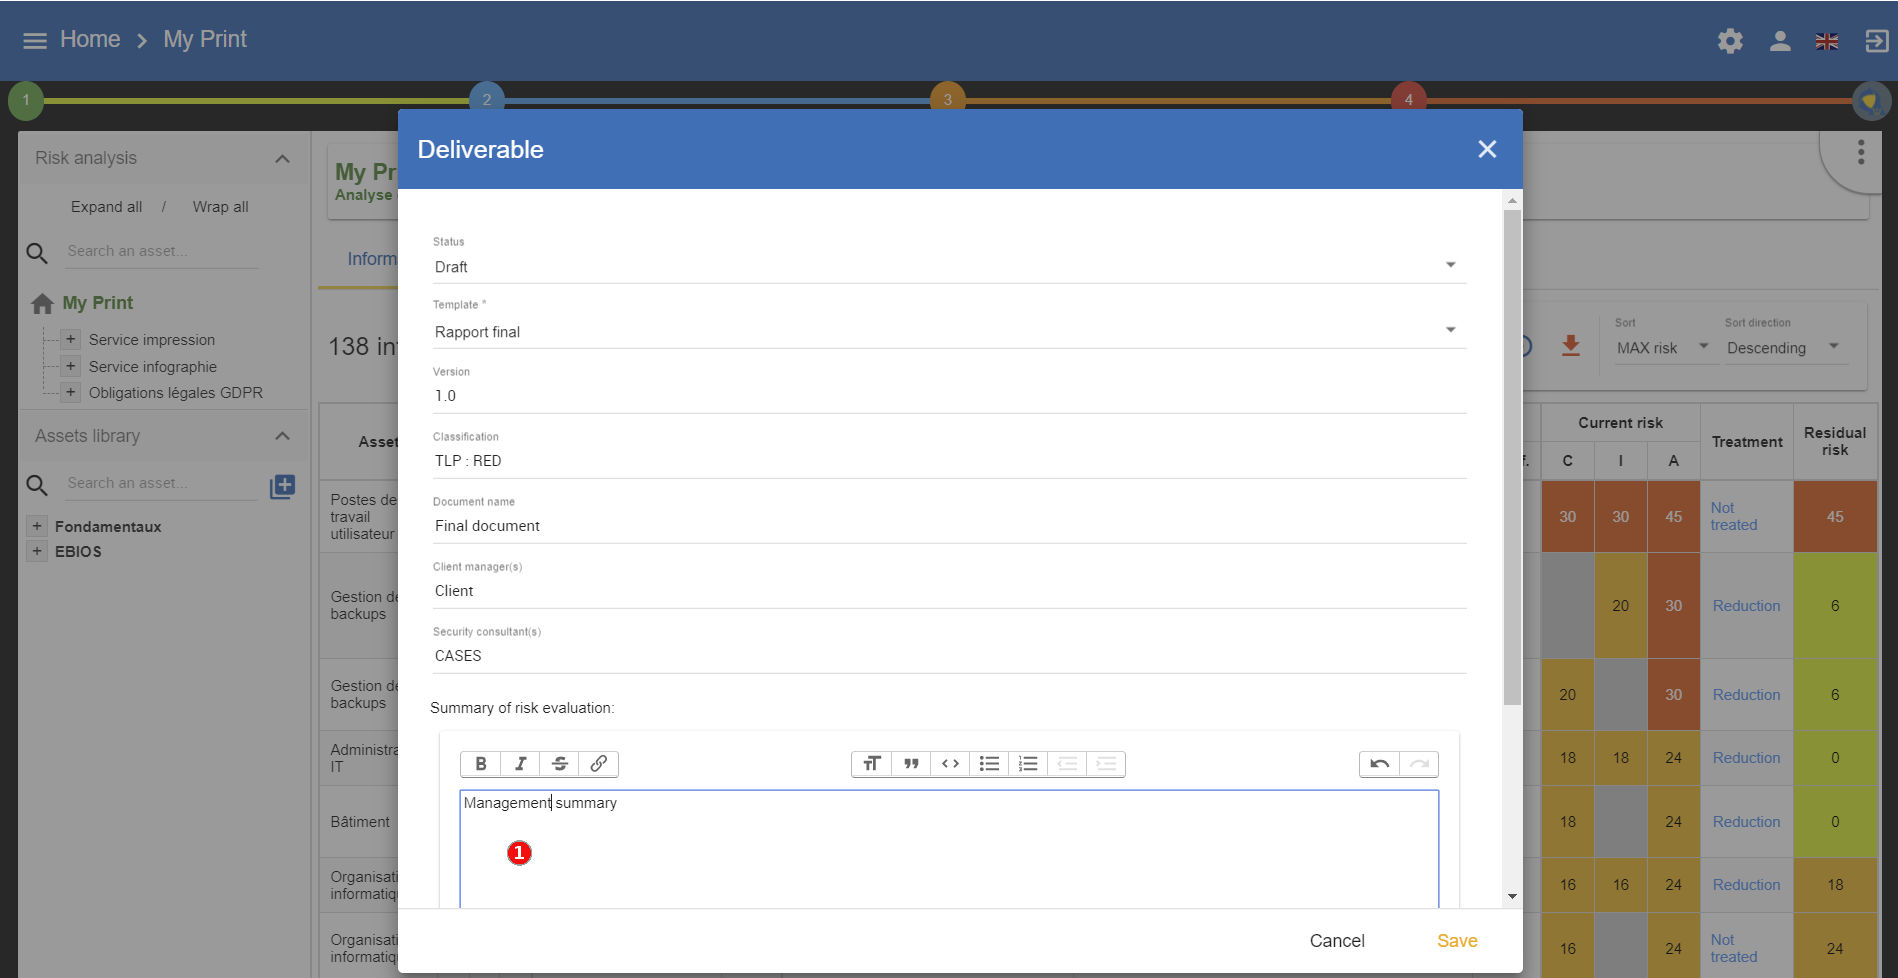 Home > My Print
1
2
3
4
Risk analysis
Expand all / Wrap all
Search an asset...
My Print
+ Service impression
+ Service infographie
+ Obligations légales GDPR
Assets library
Search an asset...
+ Fondamentaux
+ EBIOS
My Pr
Analyse
Inform
138 in
Sort
MAX risk
Sort direction
Descending
Asset
Current risk
C I A
Treatment
Residual
risk
Postes de
travail
utilisateur
30 30 45
Not
treated
45
Gestion de
backups
20 30
Reduction
6
Gestion de
backups
20 30
Reduction
6
Administra
IT
18 18 24
Reduction
0
Bâtiment
18 24
Reduction
0
Organisati
informatiq
16 16 24
Reduction
18
Organisati
informatiq
16 24
Not
treated
24
Deliverable
Status
Draft
Template *
Rapport final
Version
1.0
Classification
TLP : RED
Document name
Final document
Client manager(s)
Client
Security consultant(s)
CASES
Summary of risk evaluation:
B I S
Management summary
1
Cancel Save